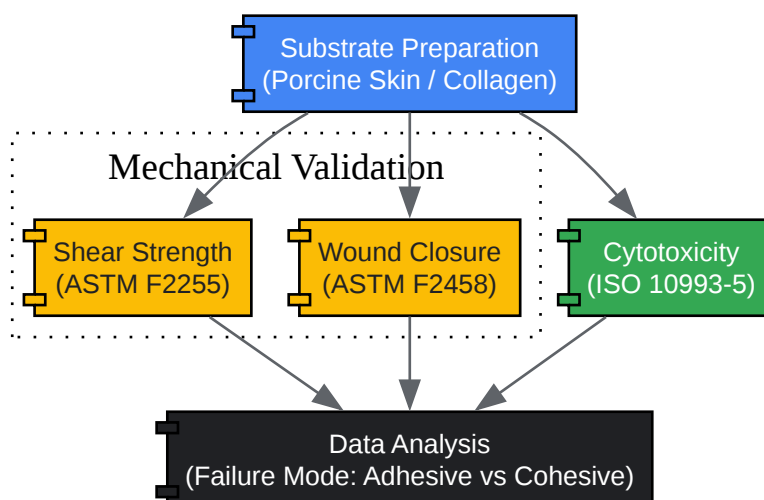 Substrate Preparation
(Porcine Skin / Collagen)
Mechanical Validation
Shear Strength
(ASTM F2255)
Wound Closure
(ASTM F2458)
Cytotoxicity
(ISO 10993-5)
Data Analysis
(Failure Mode: Adhesive vs Cohesive)